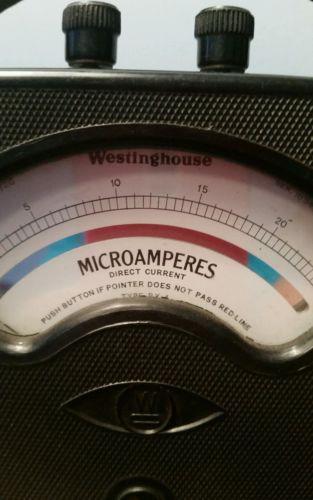 Westinghouse
5 10 15 20
MICROAMPERES
DIRECT CURRENT
PUSH BUTTON IF POINTER DOES NOT PASS RED LINE
W